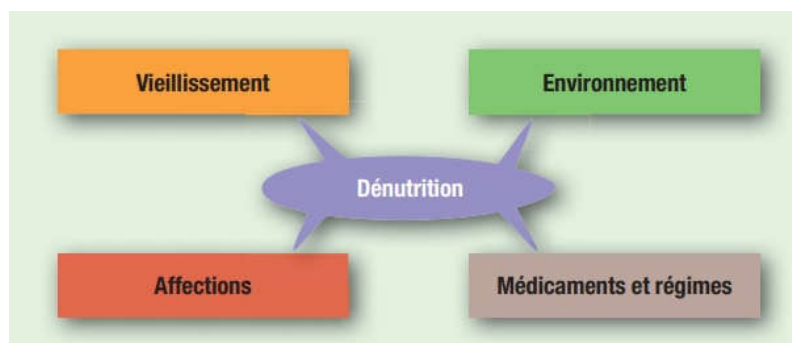 Vieillissement
Environnement
Dénutrition
Affections
Médicaments et régimes